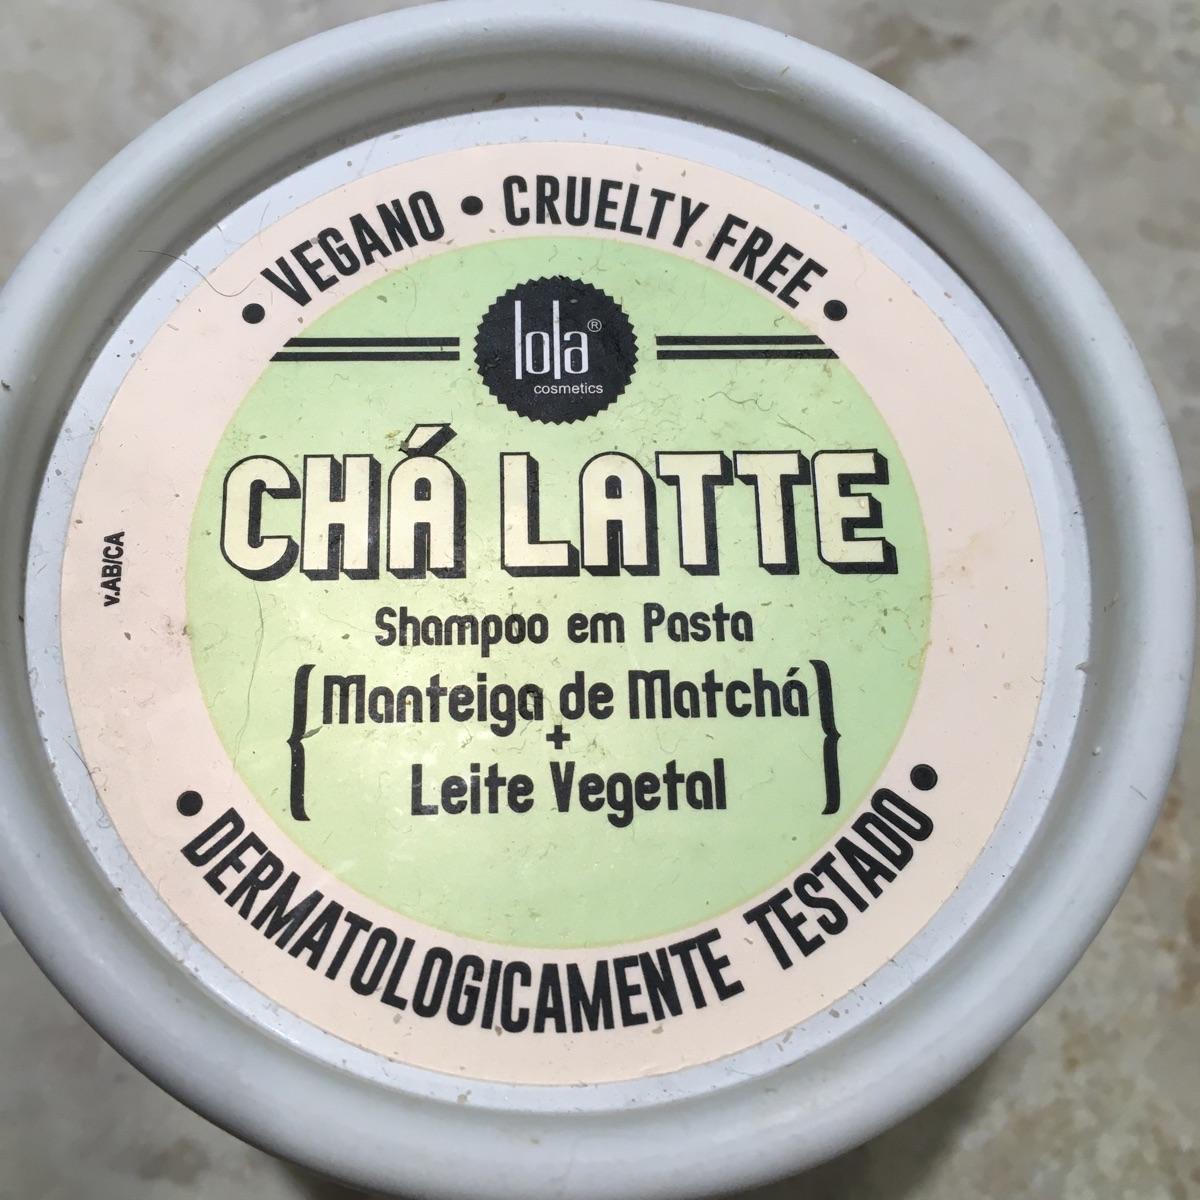 • VEGANO • CRUELTY FREE •
lola®
cosmetics
CHÁ LATTE
Shampoo em Pasta
{Manteiga de Matchá
+
Leite Vegetal}
• DERMATOLOGICAMENTE TESTADO •
V.AB/CA